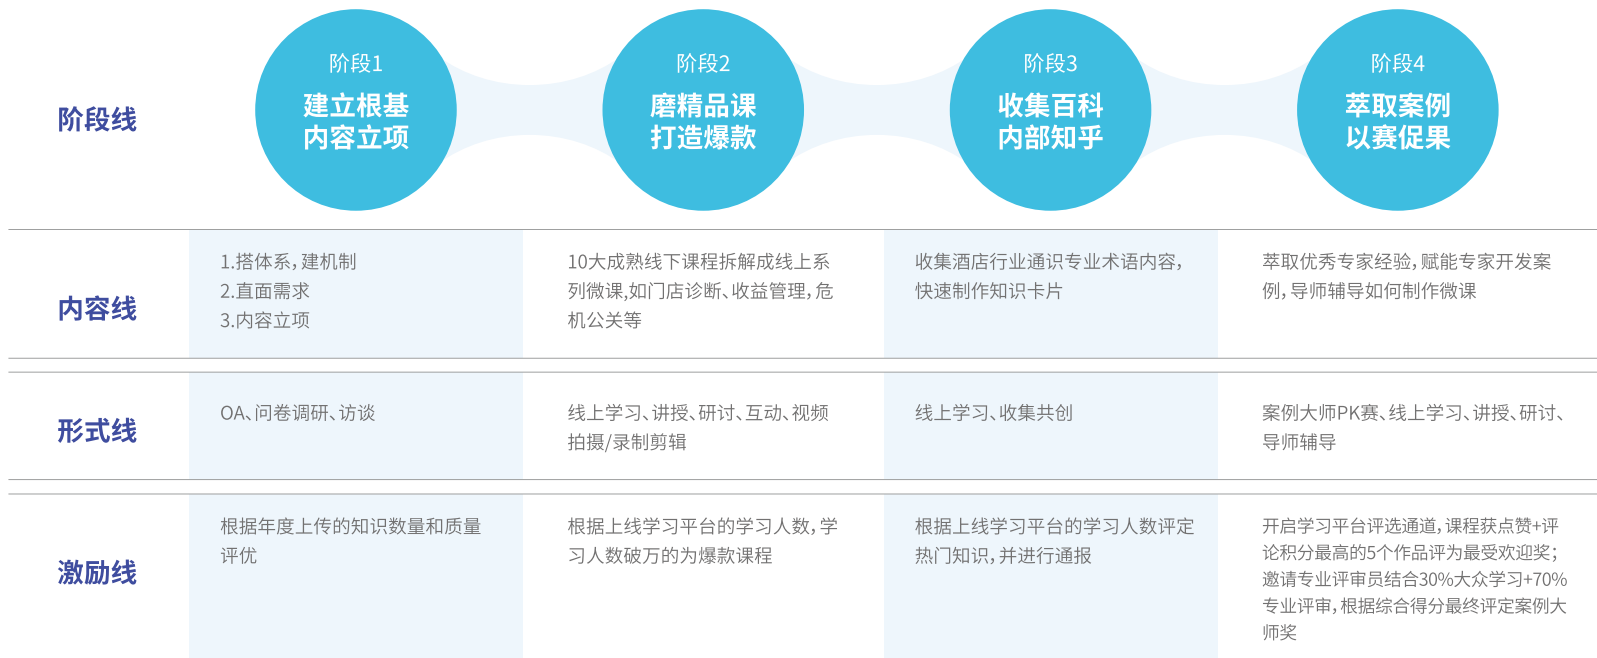 阶段线
阶段1
建立根基
内容立项
阶段2
磨精品课
打造爆款
阶段3
收集百科
内部知乎
阶段4
萃取案例
以赛促果
内容线
1.搭体系，建机制
2.直面需求
3.内容立项
10大成熟线下课程拆解成线上系
列微课,如门店诊断、收益管理，危
机公关等
收集酒店行业通识专业术语内容，
快速制作知识卡片
萃取优秀专家经验，赋能专家开发案
例，导师辅导如何制作微课
形式线
OA、问卷调研、访谈
线上学习、讲授、研讨、互动、视频
拍摄/录制剪辑
线上学习、收集共创
案例大师PK赛、线上学习、讲授、研讨、
导师辅导
激励线
根据年度上传的知识数量和质量
评优
根据上线学习平台的学习人数，学
习人数破万的为爆款课程
根据上线学习平台的学习人数评定
热门知识，并进行通报
开启学习平台评选通道，课程获点赞+评
论积分最高的5个作品评为最受欢迎奖；
邀请专业评审员结合30%大众学习+70%
专业评审，根据综合得分最终评定案例大
师奖